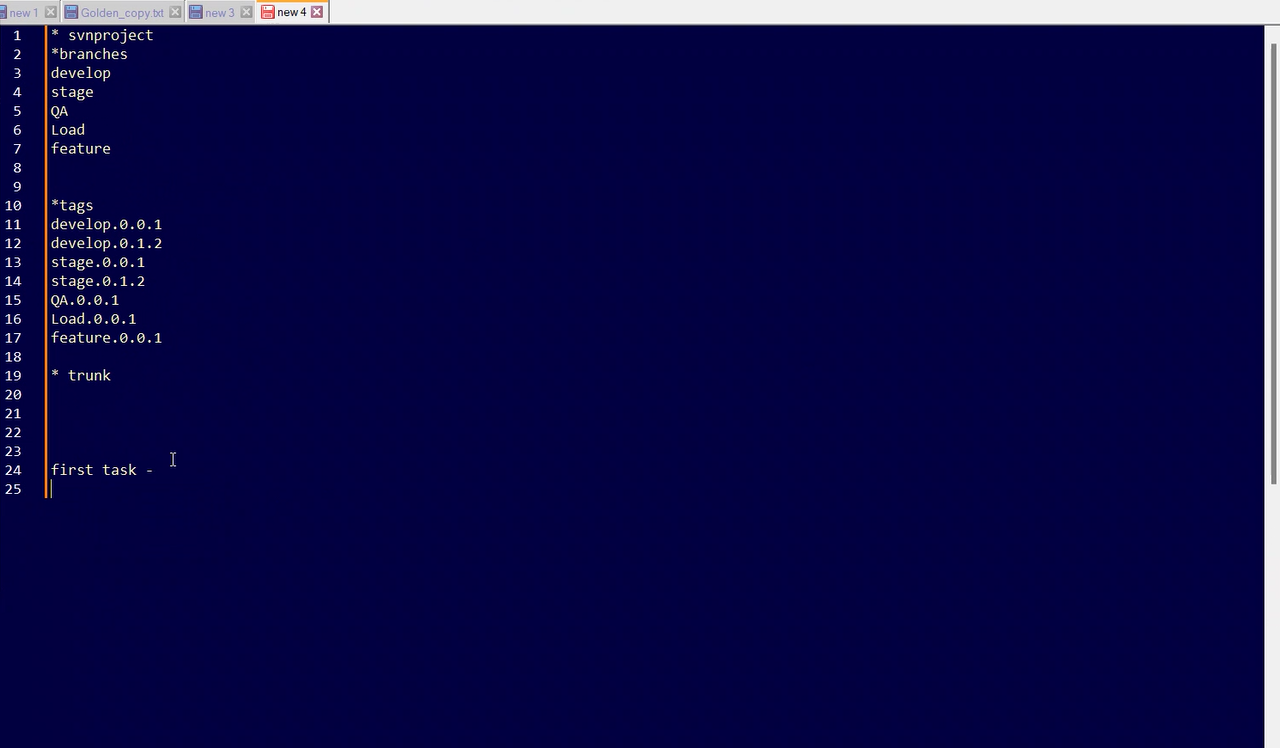 new 1
Golden_copy.txt
new 3
new 4
1 * svnproject
2 *branches
3 develop
4 stage
5 QA
6 Load
7 feature
8
9
10 *tags
11 develop.0.0.1
12 develop.0.1.2
13 stage.0.0.1
14 stage.0.1.2
15 QA.0.0.1
16 Load.0.0.1
17 feature.0.0.1
18
19 * trunk
20
21
22
23
24 first task -
25